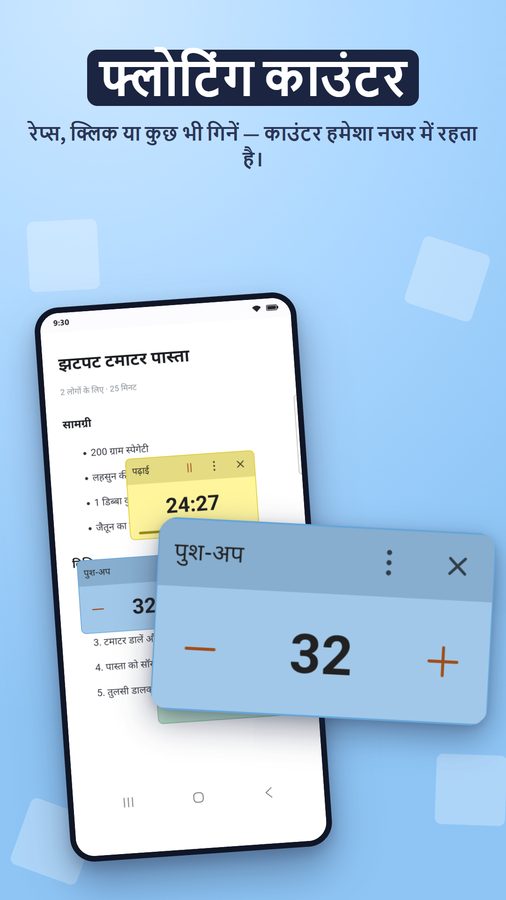 फ्लोटिंग काउंटर
रेप्स, क्लिक या कुछ भी गिनें — काउंटर हमेशा नजर में रहता
है।
9:30
झटपट टमाटर पास्ता
2 लोगों के लिए · 25 मिनट
सामग्री
• 200 ग्राम स्पेगेटी
• लहसुन
पढ़ाई
24:27
• 1 डिब्बा
• जैतून का
पुश-अप
32
पुश-अप
32
3. टमाटर डालें
4. पास्ता को
5. तुलसी